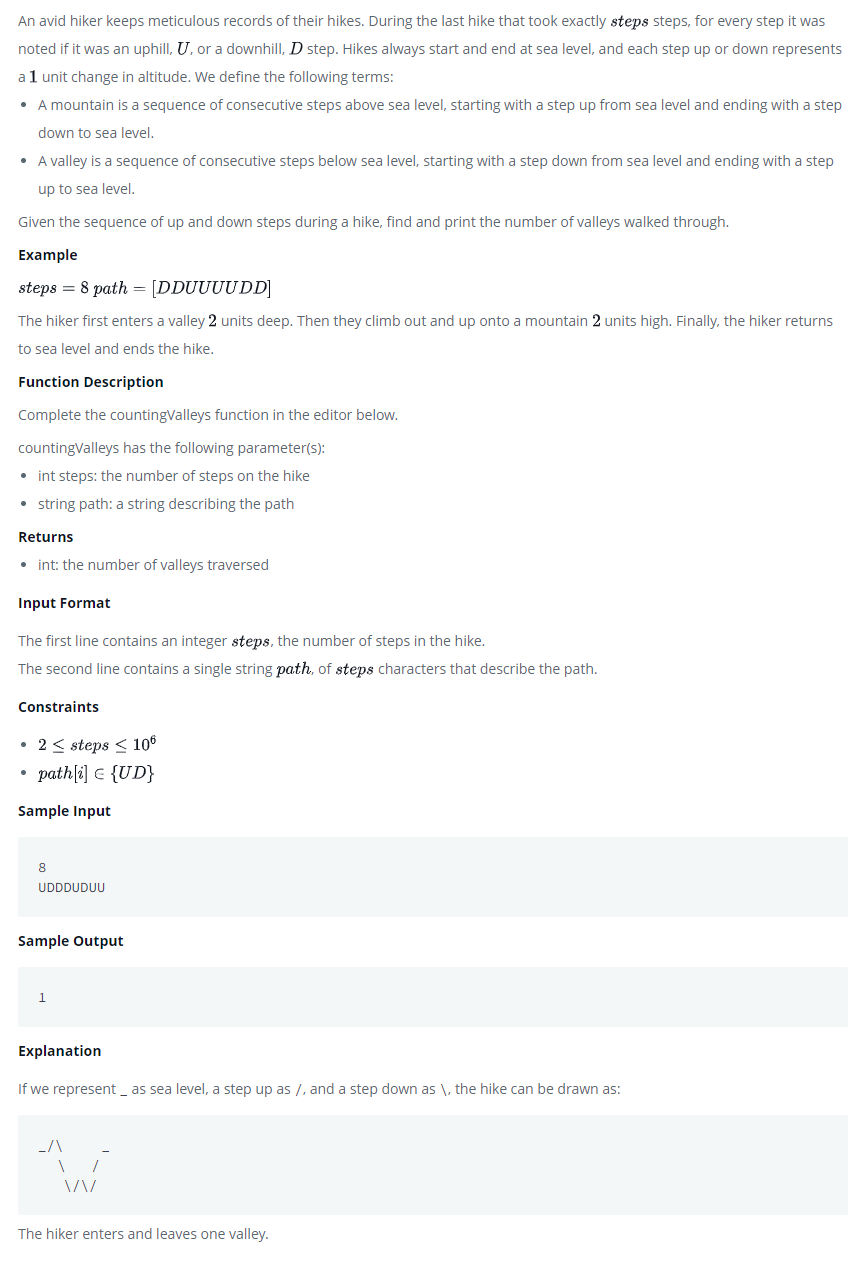 An avid hiker keeps meticulous records of their hikes. During the last hike that took exactly steps steps, for every step it was
noted if it was an uphill, U, or a downhill, D step. Hikes always start and end at sea level, and each step up or down represents
a 1 unit change in altitude. We define the following terms:
• A mountain is a sequence of consecutive steps above sea level, starting with a step up from sea level and ending with a step
down to sea level.
• A valley is a sequence of consecutive steps below sea level, starting with a step down from sea level and ending with a step
up to sea level.
Given the sequence of up and down steps during a hike, find and print the number of valleys walked through.
Example
steps = 8 path = [DDUUUUDD]
The hiker first enters a valley 2 units deep. Then they climb out and up onto a mountain 2 units high. Finally, the hiker returns
to sea level and ends the hike.
Function Description
Complete the countingValleys function in the editor below.
countingValleys has the following parameter(s):
• int steps: the number of steps on the hike
• string path: a string describing the path
Returns
• int: the number of valleys traversed
Input Format
The first line contains an integer steps, the number of steps in the hike.
The second line contains a single string path, of steps characters that describe the path.
Constraints
• 2 ≤ steps ≤ 10⁶
• path[i] ∈ {UD}
Sample Input
8
UDDDUDUU
Sample Output
1
Explanation
If we represent _ as sea level, a step up as /, and a step down as \, the hike can be drawn as:
_/\      _
   \    /
    \/\/
The hiker enters and leaves one valley.